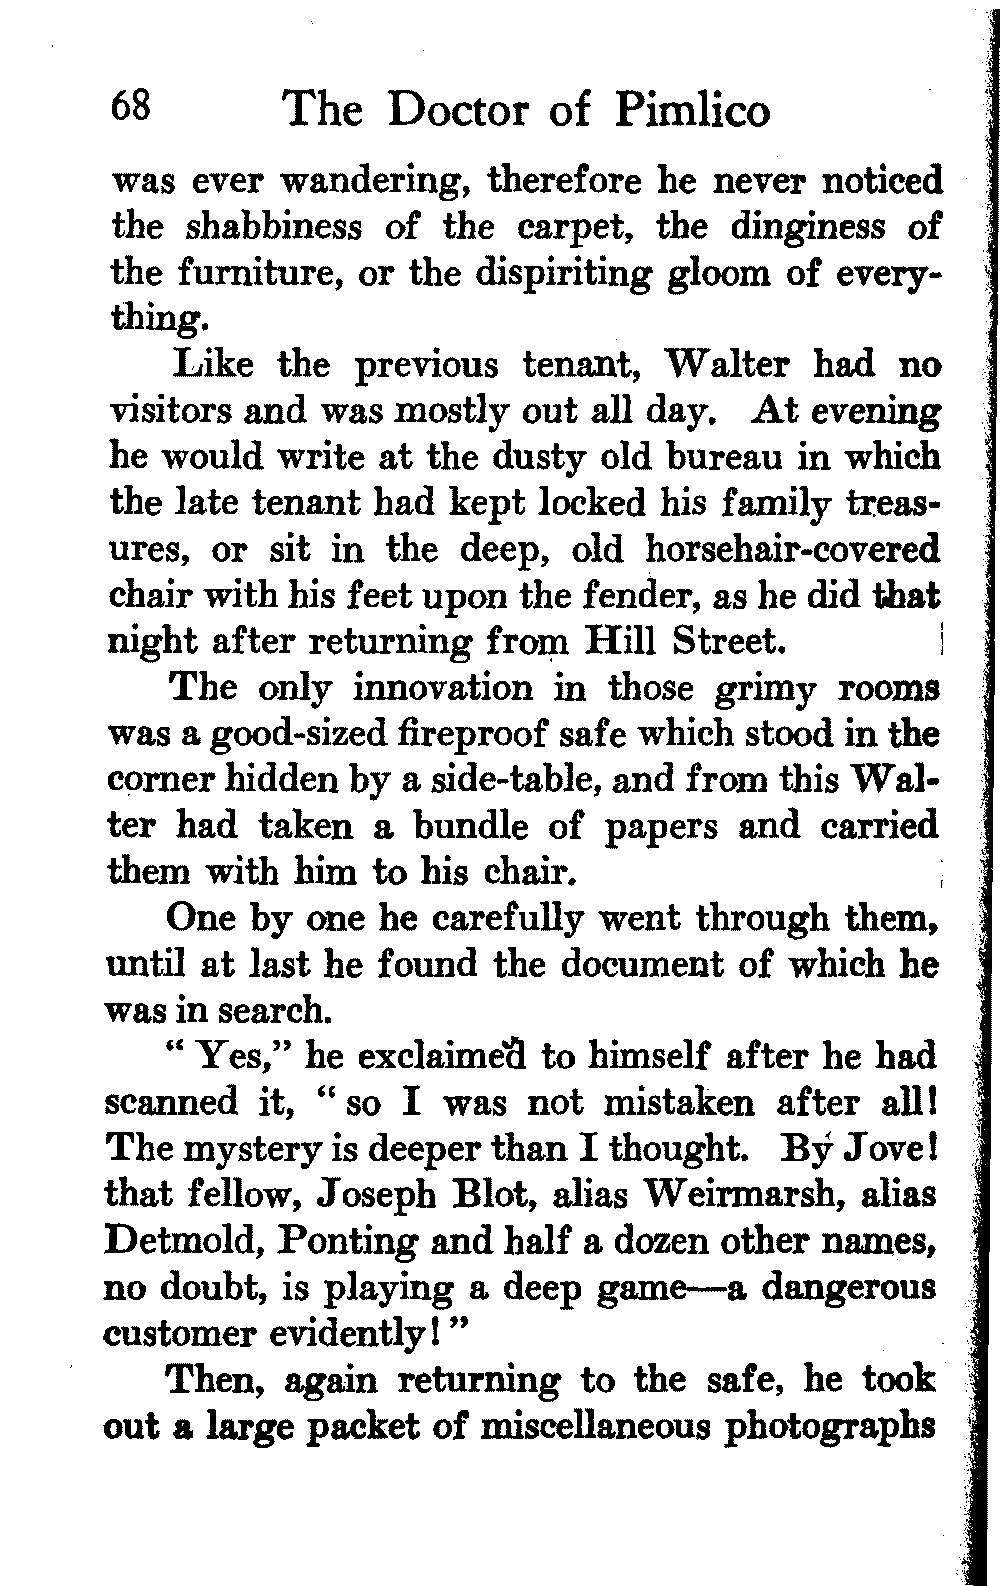 68 The Doctor of Pimlico
was ever wandering, therefore he never noticed
the shabbiness of the carpet, the dinginess of
the furniture, or the dispiriting gloom of every-
thing.
Like the previous tenant, Walter had no
visitors and was mostly out all day. At evening
he would write at the dusty old bureau in which
the late tenant had kept locked his family treas-
ures, or sit in the deep, old horsehair-covered
chair with his feet upon the fender, as he did that
night after returning from Hill Street.
The only innovation in those grimy rooms
was a good-sized fireproof safe which stood in the
corner hidden by a side-table, and from this Wal-
ter had taken a bundle of papers and carried
them with him to his chair.
One by one he carefully went through them,
until at last he found the document of which he
was in search.
“ Yes,” he exclaimed to himself after he had
scanned it, “ so I was not mistaken after all!
The mystery is deeper than I thought. By Jove!
that fellow, Joseph Blot, alias Weirmarsh, alias
Detmold, Ponting and half a dozen other names,
no doubt, is playing a deep game—a dangerous
customer evidently! ”
Then, again returning to the safe, he took
out a large packet of miscellaneous photographs